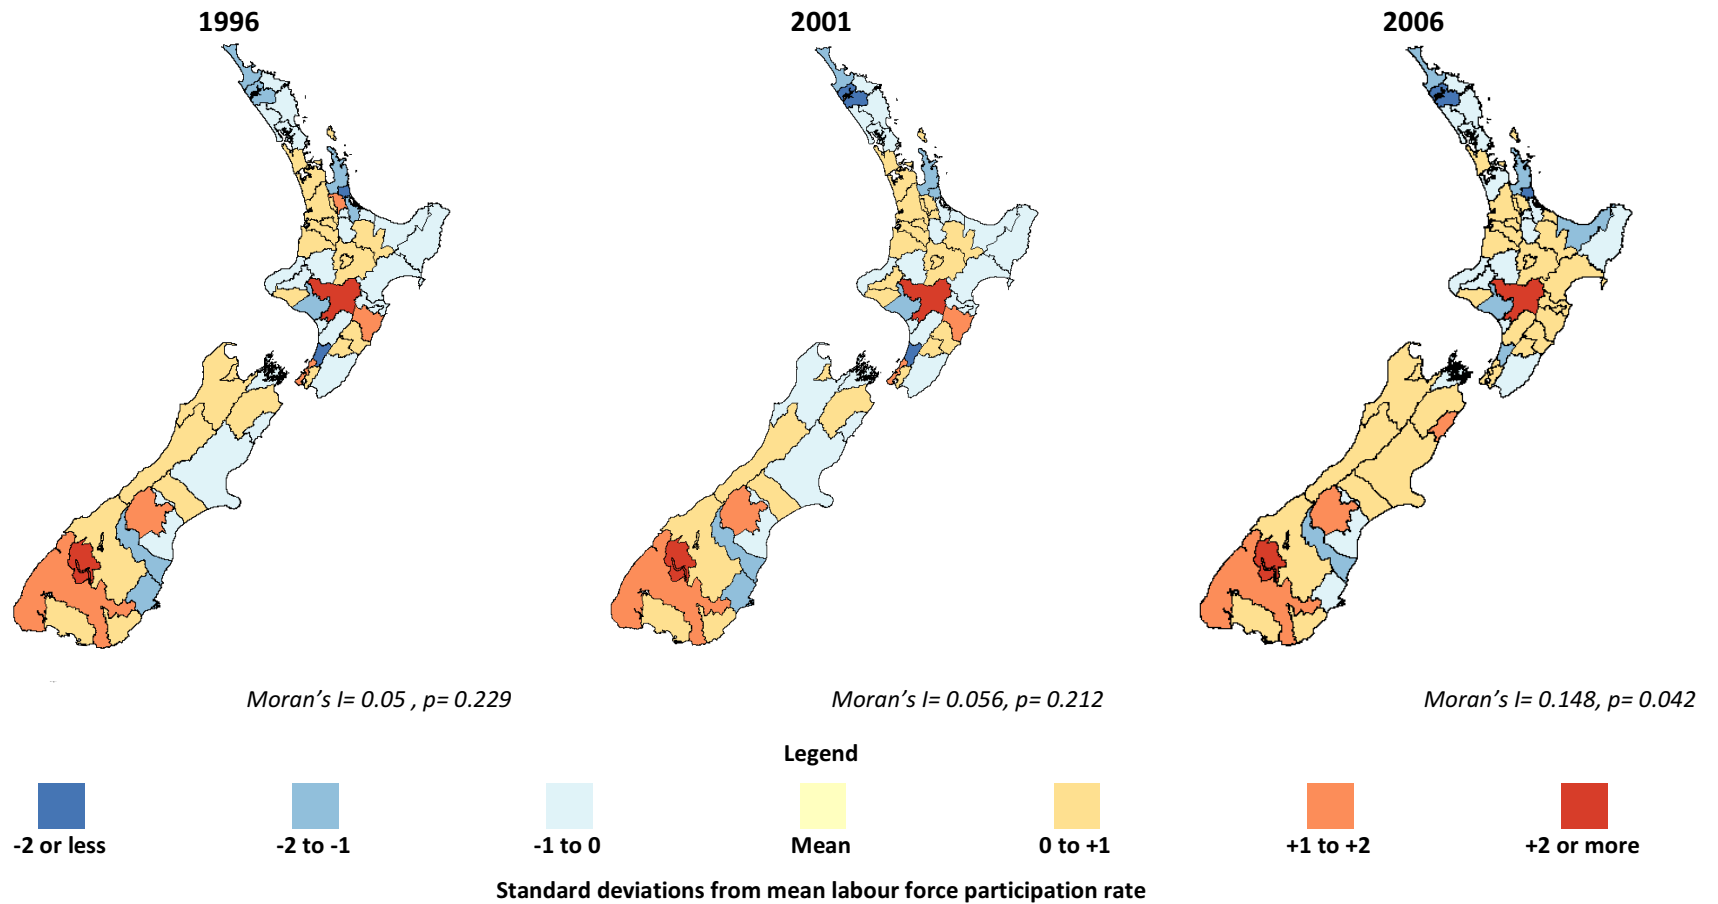 1996
2001
2006
Moran's I= 0.05 , p= 0.229
Moran's I= 0.056, p= 0.212
Moran's I= 0.148, p= 0.042
Legend
-2 or less
-2 to -1
-1 to 0
Mean
0 to +1
+1 to +2
+2 or more
Standard deviations from mean labour force participation rate